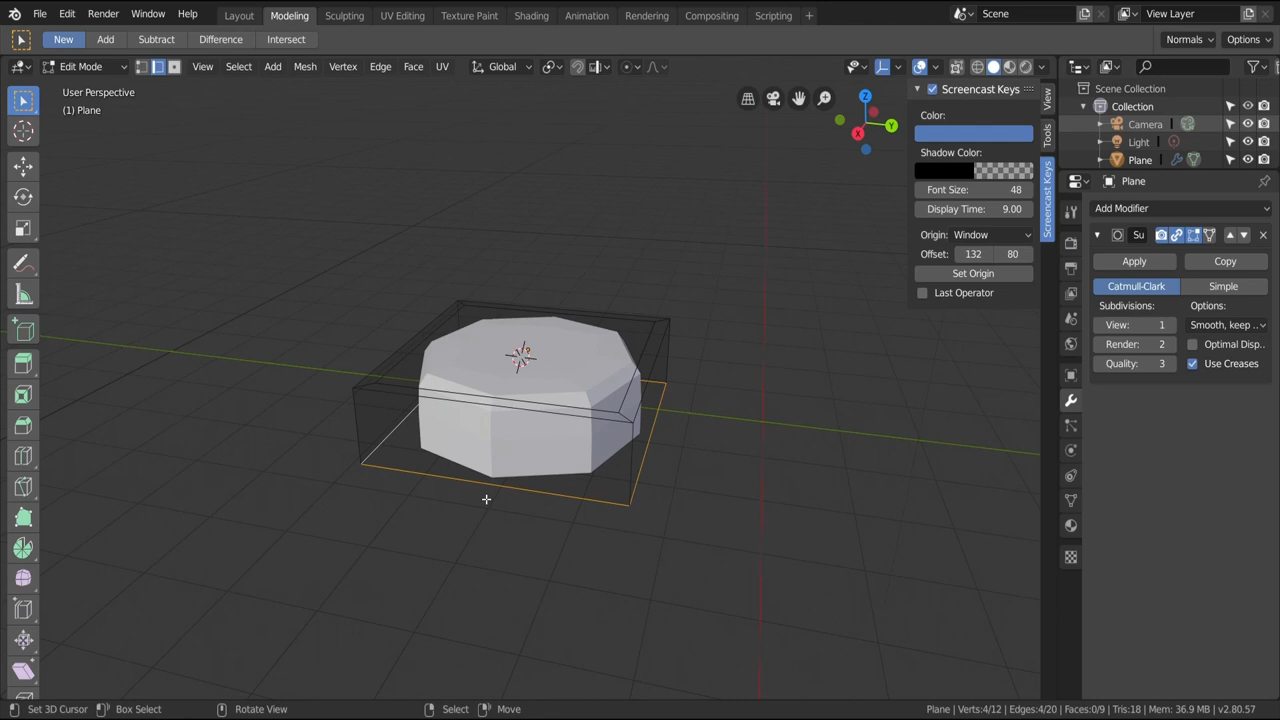 File Edit Render Window Help Layout Modeling Sculpting UV Editing Texture Paint Shading Animation Rendering Compositing Scripting + Scene View Layer
New Add Subtract Difference Intersect Normals Options
Edit Mode View Select Add Mesh Vertex Edge Face UV Global
User Perspective
(1) Plane
Z
Y
X
Screencast Keys
Color:
Shadow Color:
Font Size: 48
Display Time: 9.00
Origin: Window
Offset: 132 80
Set Origin
Last Operator
View
Tools
Screencast Keys
Scene Collection
Collection
Camera
Light
Plane
Plane
Add Modifier
Su
Apply Copy
Catmull-Clark Simple
Subdivisions: Options:
View: 1 Smooth, keep ..
Render: 2 Optimal Disp..
Quality: 3 Use Creases
Set 3D Cursor Box Select Rotate View Select Move Plane | Verts:4/12 | Edges:4/20 | Faces:0/9 | Tris:18 | Mem: 36.9 MB | v2.80.57